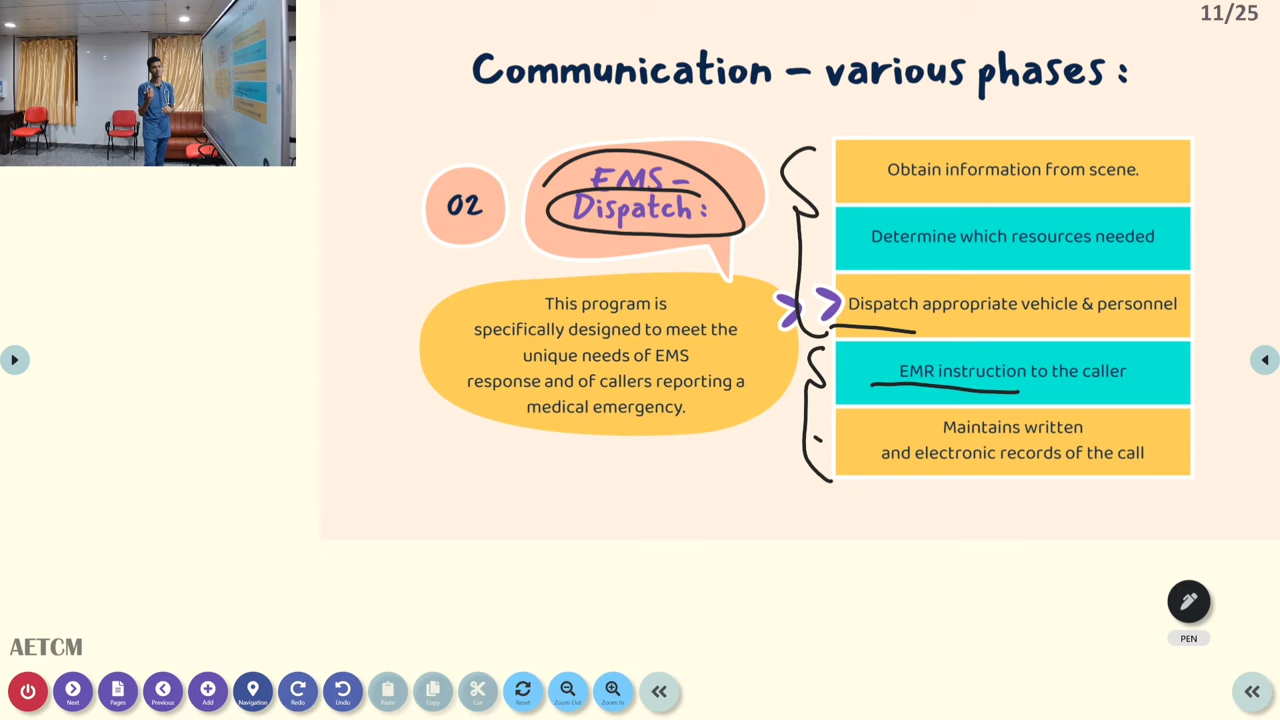 11/25
Communication – various phases :
02
EMS –
Dispatch :
This program is
specifically designed to meet the
unique needs of EMS
response and of callers reporting a
medical emergency.
Obtain information from scene.
Determine which resources needed
Dispatch appropriate vehicle & personnel
EMR instruction to the caller
Maintains written
and electronic records of the call
PEN
AETCM
Next
Pages
Previous
Add
Navigation
Redo
Undo
Paste
Copy
Cut
Reset
Zoom Out
Zoom In